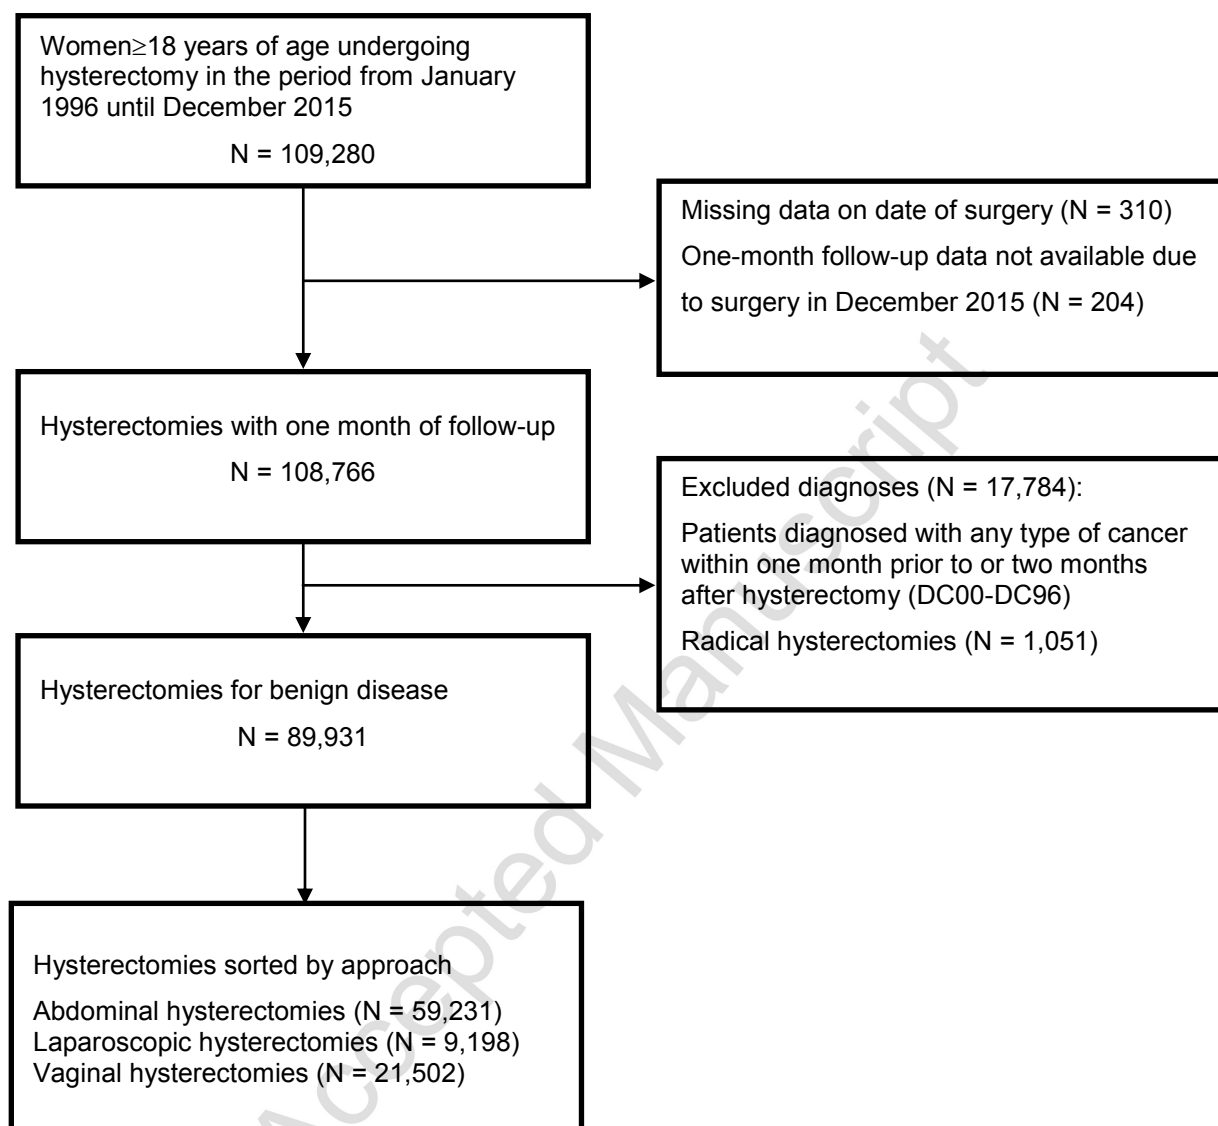 Women≥18 years of age undergoing
hysterectomy in the period from January
1996 until December 2015
N = 109,280
Missing data on date of surgery (N = 310)
One-month follow-up data not available due
to surgery in December 2015 (N = 204)
Hysterectomies with one month of follow-up
N = 108,766
Excluded diagnoses (N = 17,784):
Patients diagnosed with any type of cancer
within one month prior to or two months
after hysterectomy (DC00-DC96)
Radical hysterectomies (N = 1,051)
Hysterectomies for benign disease
N = 89,931
Hysterectomies sorted by approach
Abdominal hysterectomies (N = 59,231)
Laparoscopic hysterectomies (N = 9,198)
Vaginal hysterectomies (N = 21,502)
Accepted Manuscript